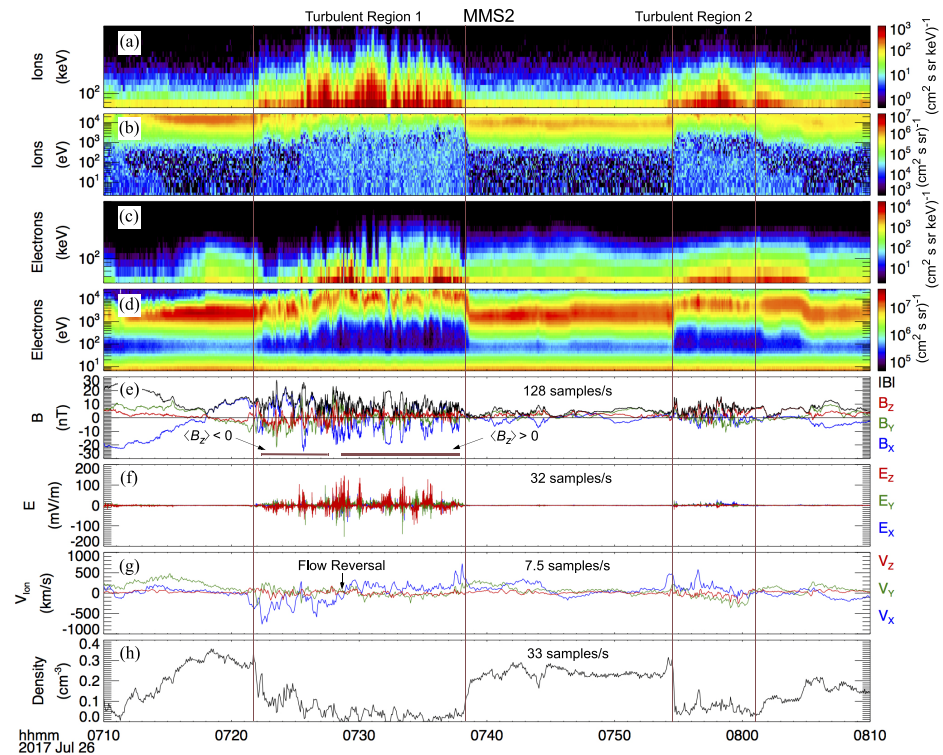 Turbulent Region 1 MMS2 Turbulent Region 2
(a)
Ions
(keV)
10²
10³
10²
10¹
10⁰
(cm² s sr keV)⁻¹
(b)
Ions
(eV)
10⁴
10³
10²
10¹
10⁷
10⁶
10⁵
10⁴
10³
(cm² s sr)⁻¹
(c)
Electrons
(keV)
10²
10⁴
10³
10²
10¹
10⁰
(cm² s sr keV)⁻¹
(d)
Electrons
(eV)
10⁴
10³
10²
10¹
10⁷
10⁶
10⁵
(cm² s sr)⁻¹
(e)
B
(nT)
30
20
10
0
-10
-20
-30
128 samples/s
⟨B_z⟩ < 0
⟨B_z⟩ > 0
|B|
B_Z
B_Y
B_X
(f)
E
(mV/m)
200
100
0
-100
-200
32 samples/s
E_Z
E_Y
E_X
(g)
V_Ion
(km/s)
1000
500
0
-500
-1000
Flow Reversal
7.5 samples/s
V_Z
V_Y
V_X
(h)
Density
(cm⁻³)
0.4
0.3
0.2
0.1
0.0
33 samples/s
hhmm 0710 0720 0730 0740 0750 0800 0810
2017 Jul 26